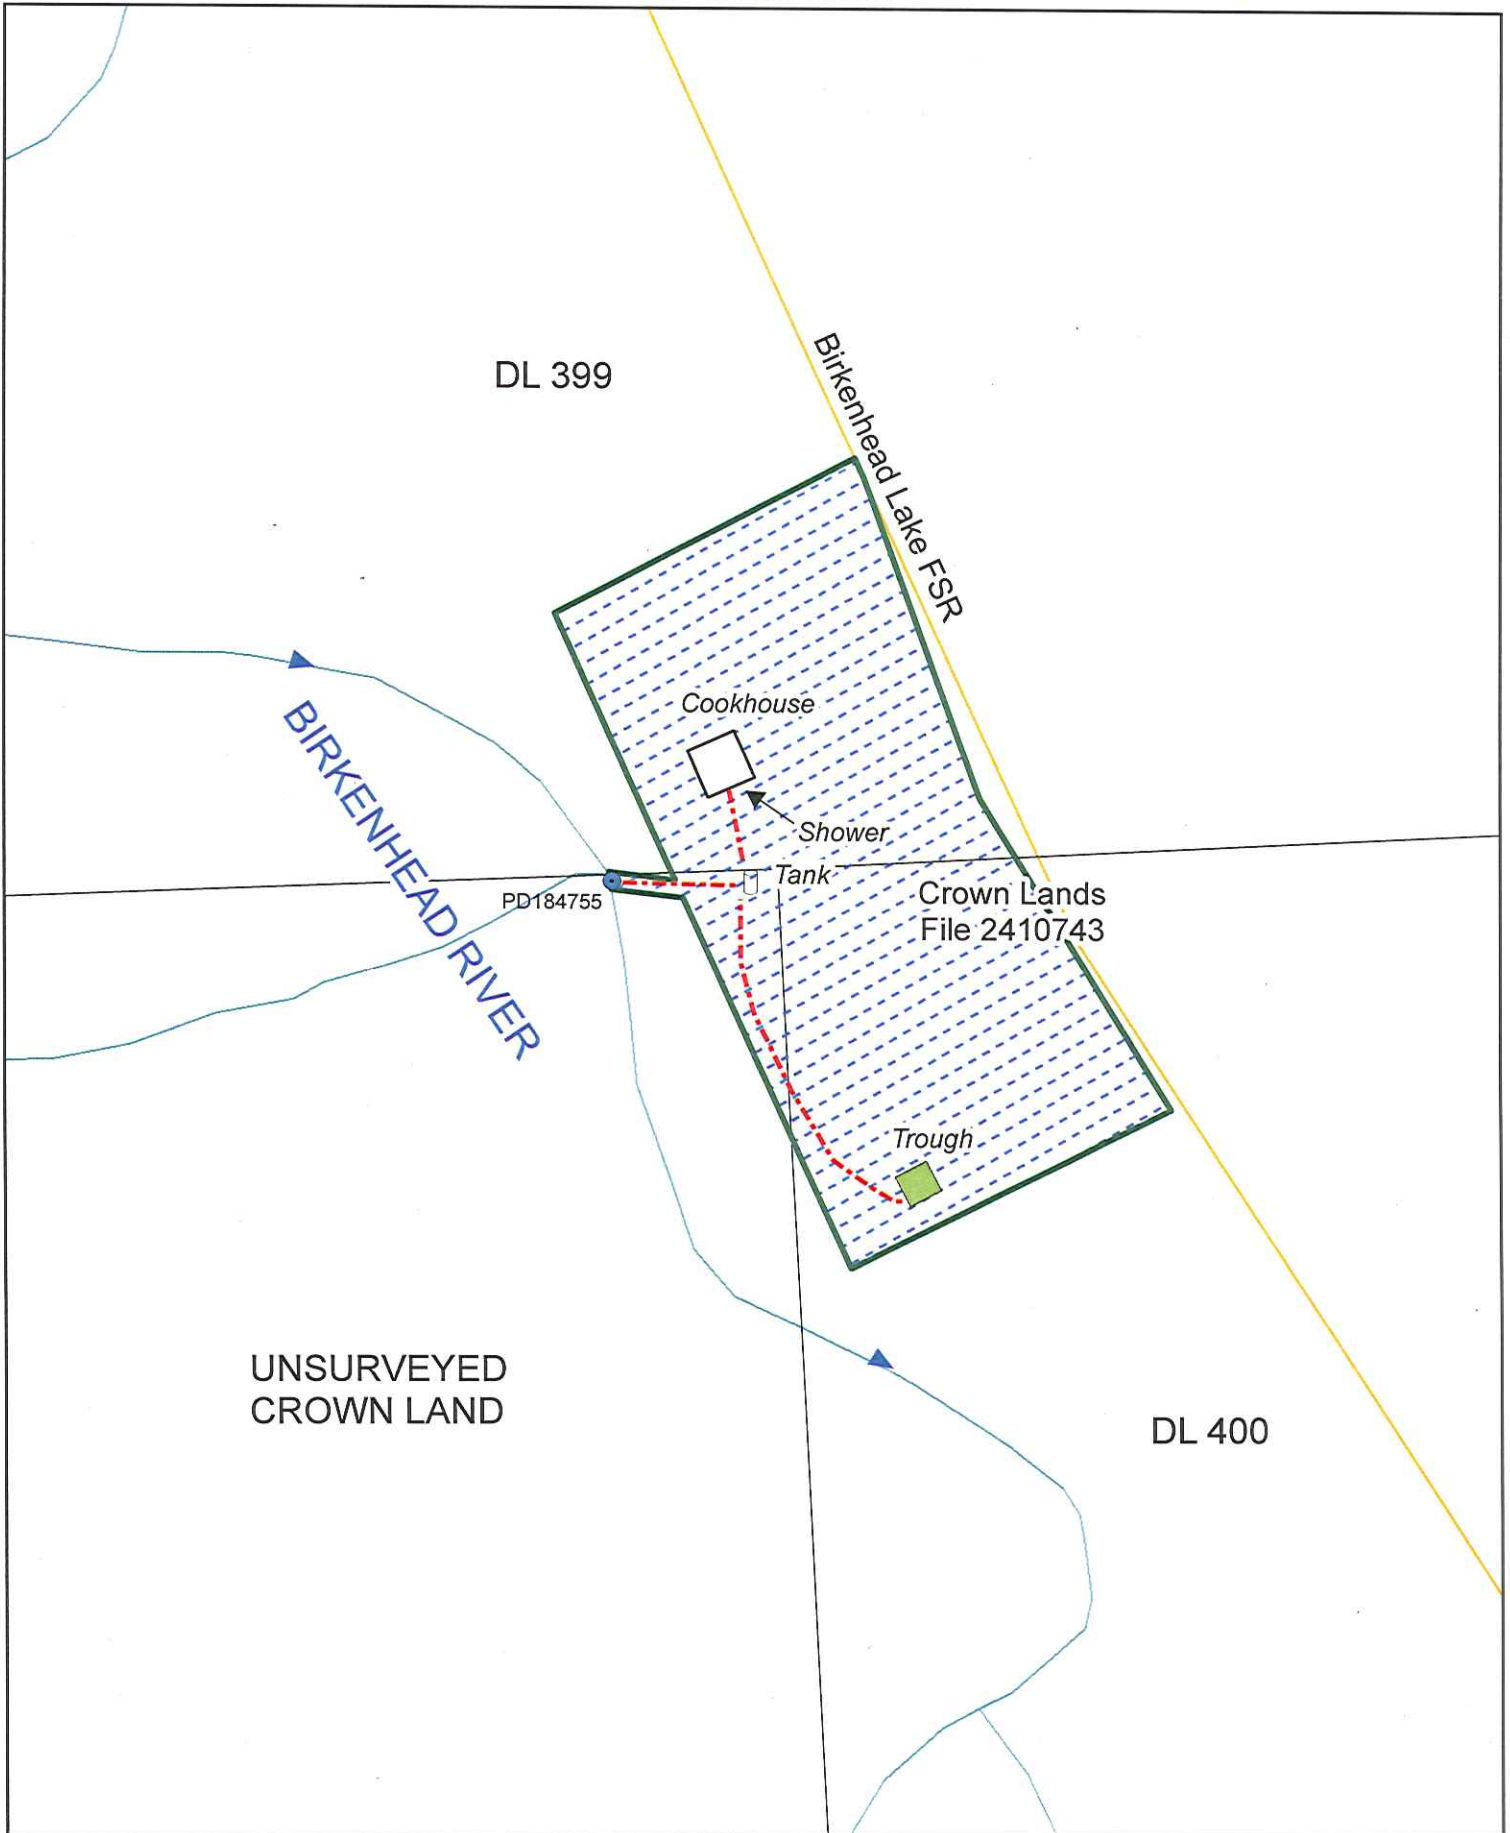 DL 399
Birkenhead Lake FSR
Cookhouse
Shower
Tank
PD184755
Crown Lands
File 2410743
BIRKENHEAD RIVER
Trough
UNSURVEYED
CROWN LAND
DL 400